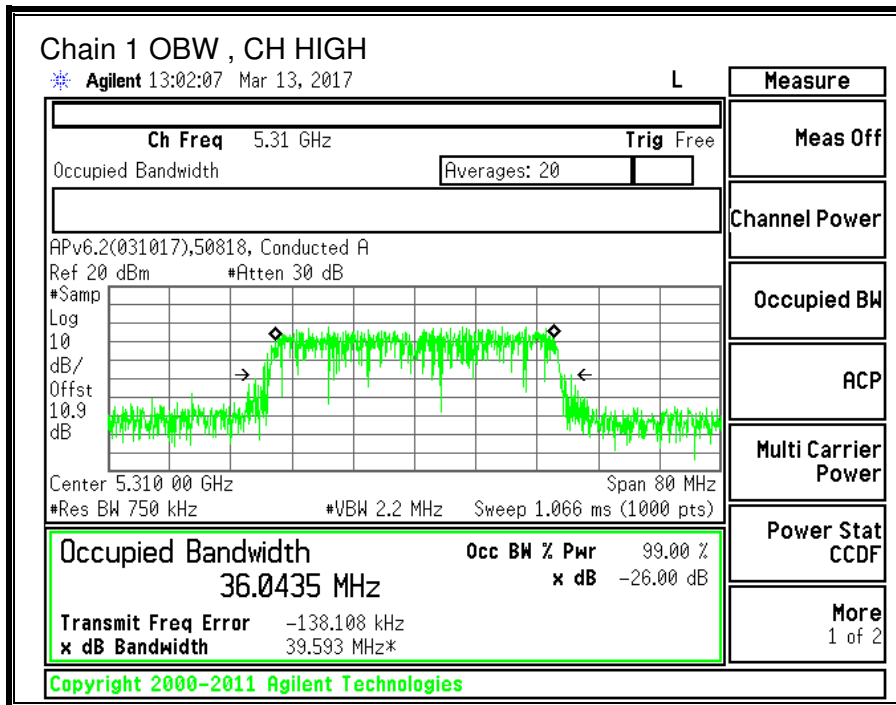 Chain 1 OBW , CH HIGH
Agilent 13:02:07 Mar 13, 2017 L
Measure
Ch Freq 5.31 GHz Trig Free
Occupied Bandwidth Averages: 20
APv6.2(031017),50818, Conducted A
Ref 20 dBm #Atten 30 dB
#Samp
Log
10
dB/
Offst
10.9
dB
Center 5.310 00 GHz Span 80 MHz
#Res BW 750 kHz #VBW 2.2 MHz Sweep 1.066 ms (1000 pts)
Occupied Bandwidth Occ BW % Pwr 99.00 %
36.0435 MHz x dB -26.00 dB
Transmit Freq Error -138.108 kHz
x dB Bandwidth 39.593 MHz*
Copyright 2000-2011 Agilent Technologies
Meas Off
Channel Power
Occupied BW
ACP
Multi Carrier
Power
Power Stat
CCDF
More
1 of 2